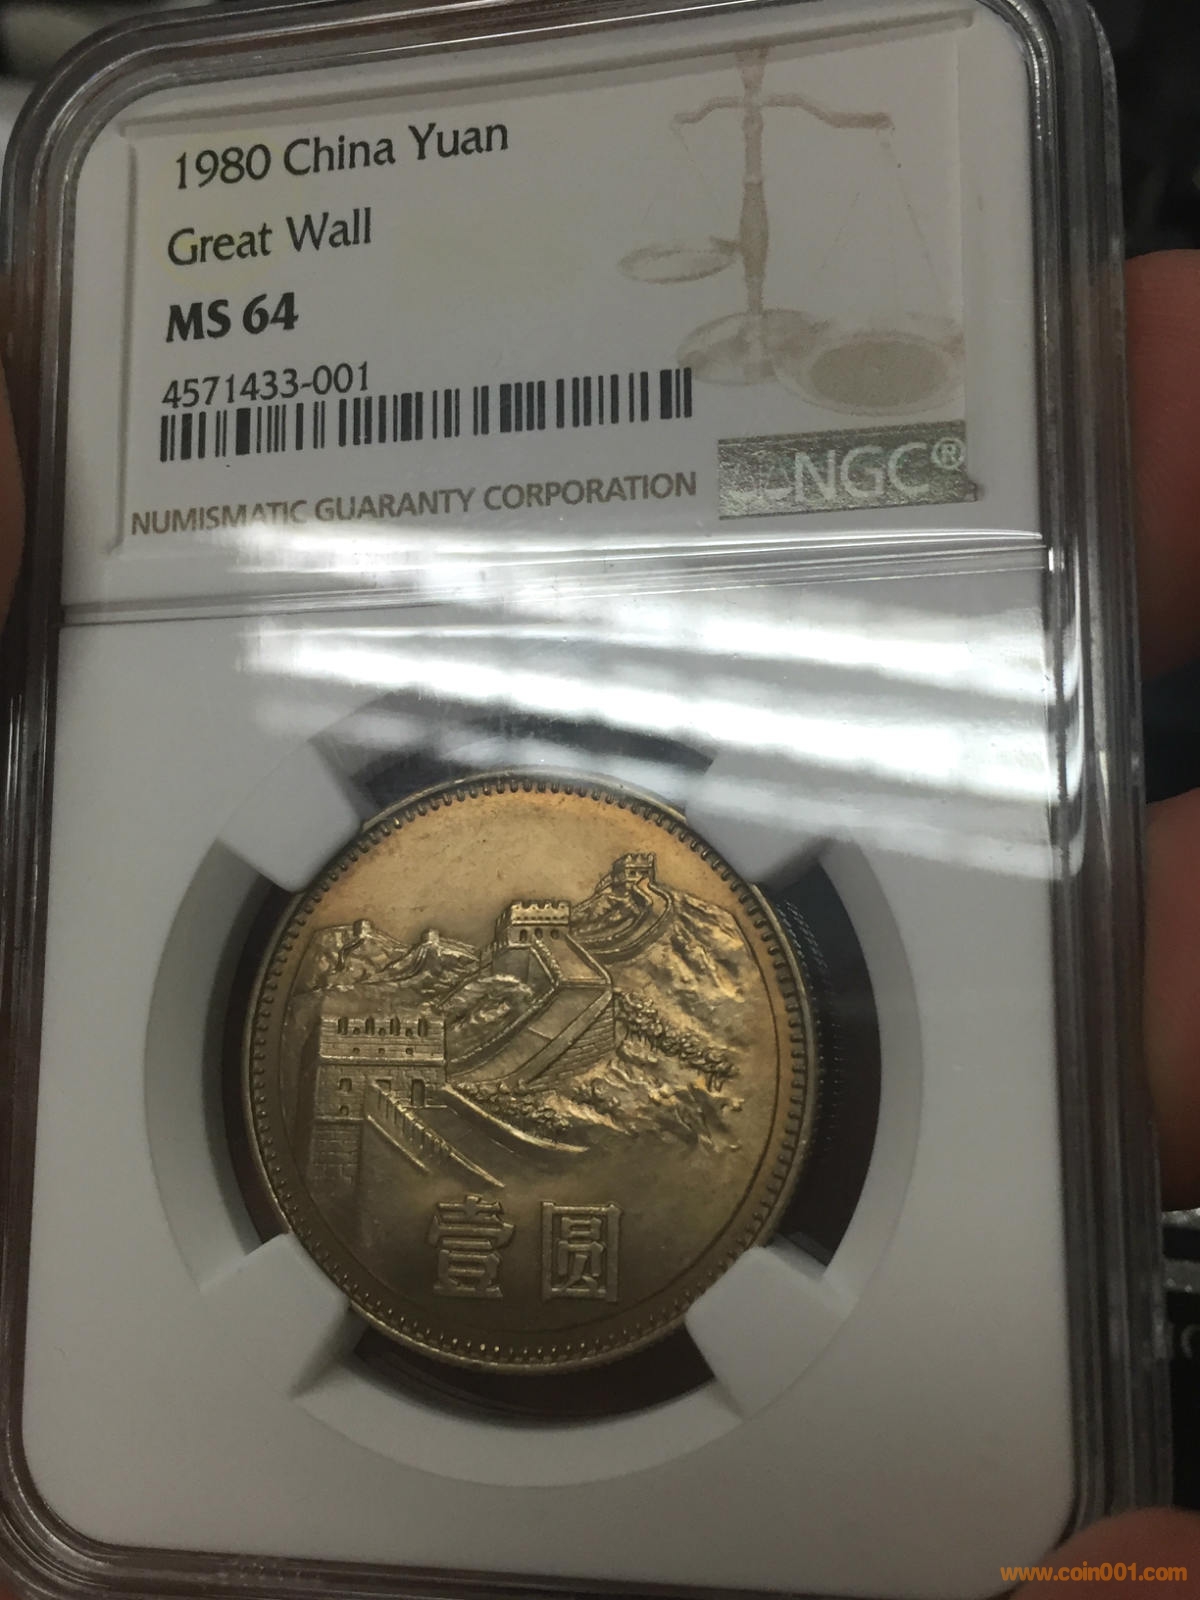 1980 China Yuan
Great Wall
MS 64
4571433-001
NUMISMATIC GUARANTY CORPORATION
NGC®
壹圆
www.coin001.com